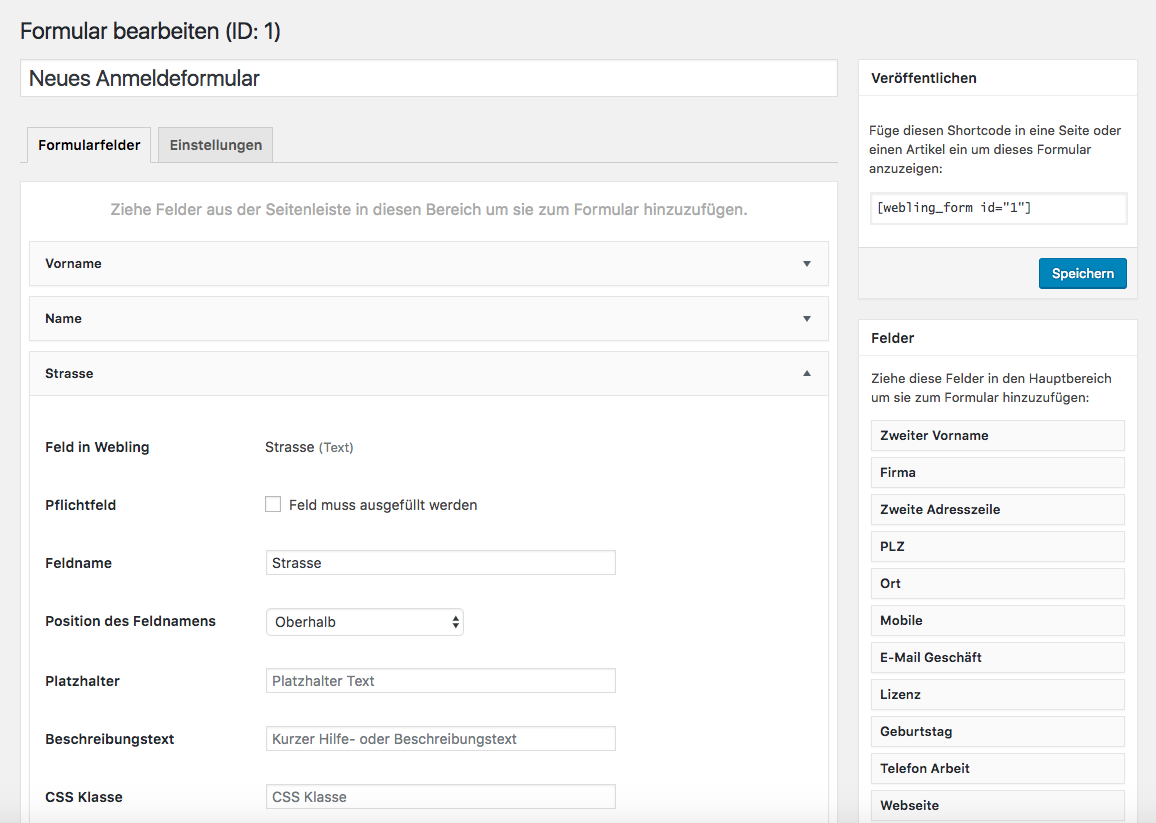 Formular bearbeiten (ID: 1)
Neues Anmeldeformular
Formularfelder
Einstellungen
Ziehe Felder aus der Seitenleiste in diesen Bereich um sie zum Formular hinzuzufügen.
Vorname
Name
Strasse
Feld in Webling
Strasse (Text)
Pflichtfeld
Feld muss ausgefüllt werden
Feldname
Strasse
Position des Feldnamens
Oberhalb
Platzhalter
Platzhalter Text
Beschreibungstext
Kurzer Hilfe- oder Beschreibungstext
CSS Klasse
CSS Klasse
Veröffentlichen
Füge diesen Shortcode in eine Seite oder
einen Artikel ein um dieses Formular
anzuzeigen:
[webling_form id="1"]
Speichern
Felder
Ziehe diese Felder in den Hauptbereich
um sie zum Formular hinzuzufügen:
Zweiter Vorname
Firma
Zweite Adresszeile
PLZ
Ort
Mobile
E-Mail Geschäft
Lizenz
Geburtstag
Telefon Arbeit
Webseite